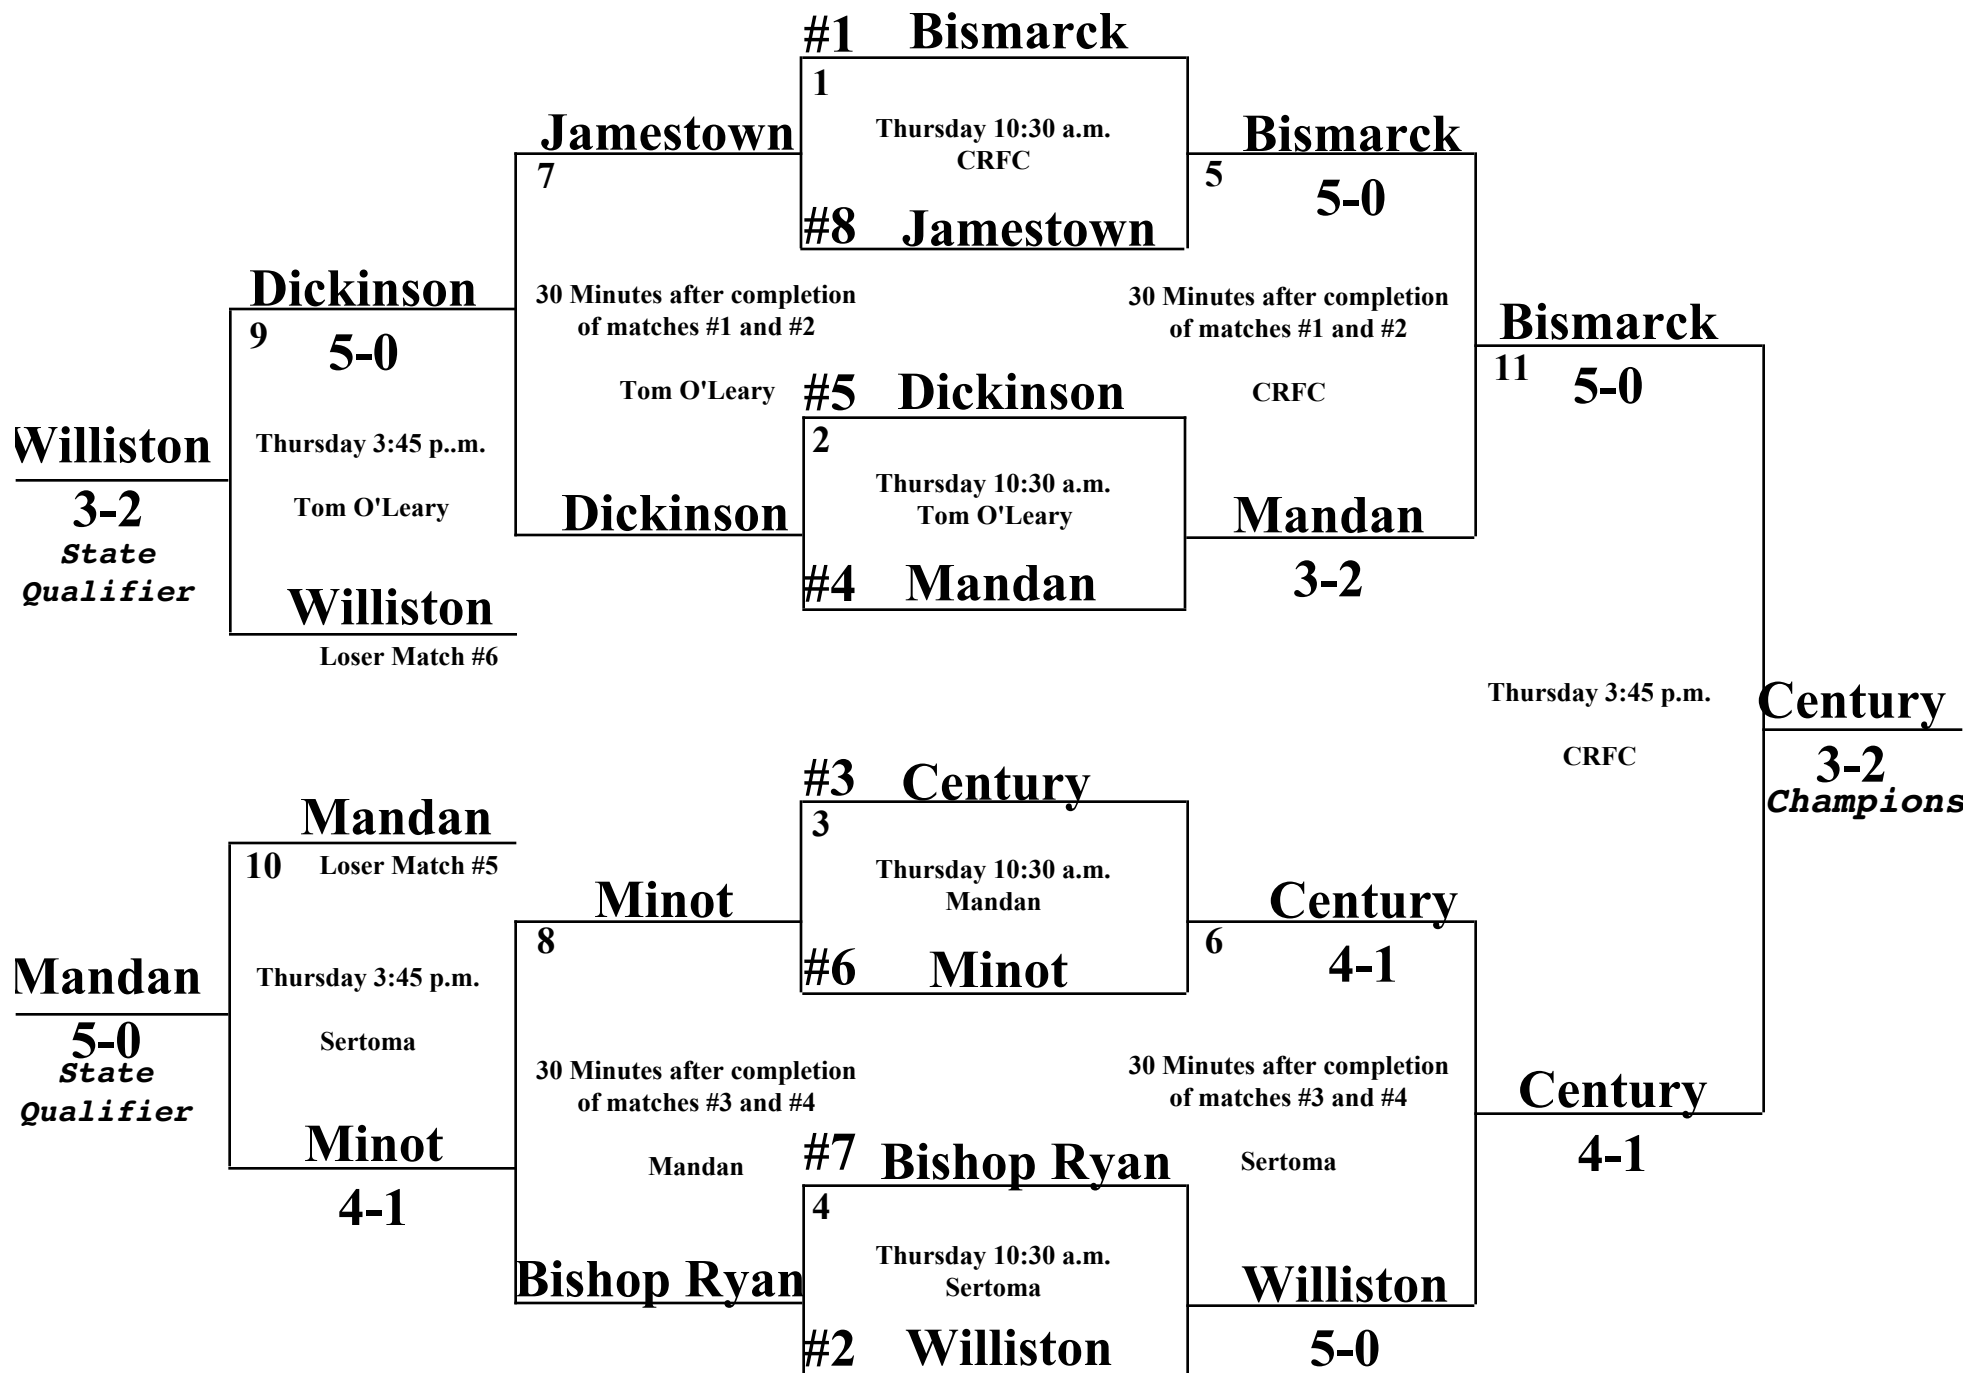 #1 Bismarck
1
Jamestown
Thursday 10:30 a.m.
CRFC
Bismarck
7
5
5-0
#8 Jamestown
Dickinson
30 Minutes after completion
of matches #1 and #2
30 Minutes after completion
of matches #1 and #2
Bismarck
9
5-0
11
5-0
Tom O'Leary
#5 Dickinson
CRFC
Williston
Thursday 3:45 p..m.
2
3-2
State
Qualifier
Tom O'Leary
Dickinson
Thursday 10:30 a.m.
Tom O'Leary
Mandan
3-2
#4 Mandan
Williston
Loser Match #6
Thursday 3:45 p.m.
CRFC
Century
3-2
Champions
#3 Century
Mandan
3
10 Loser Match #5
Minot
Thursday 10:30 a.m.
Mandan
Century
8
6
4-1
#6 Minot
Mandan
Thursday 3:45 p.m.
5-0
State
Qualifier
Sertoma
30 Minutes after completion
of matches #3 and #4
30 Minutes after completion
of matches #3 and #4
Century
4-1
Minot
4-1
Mandan
#7 Bishop Ryan
Sertoma
4
Bishop Ryan
Thursday 10:30 a.m.
Sertoma
Williston
5-0
#2 Williston